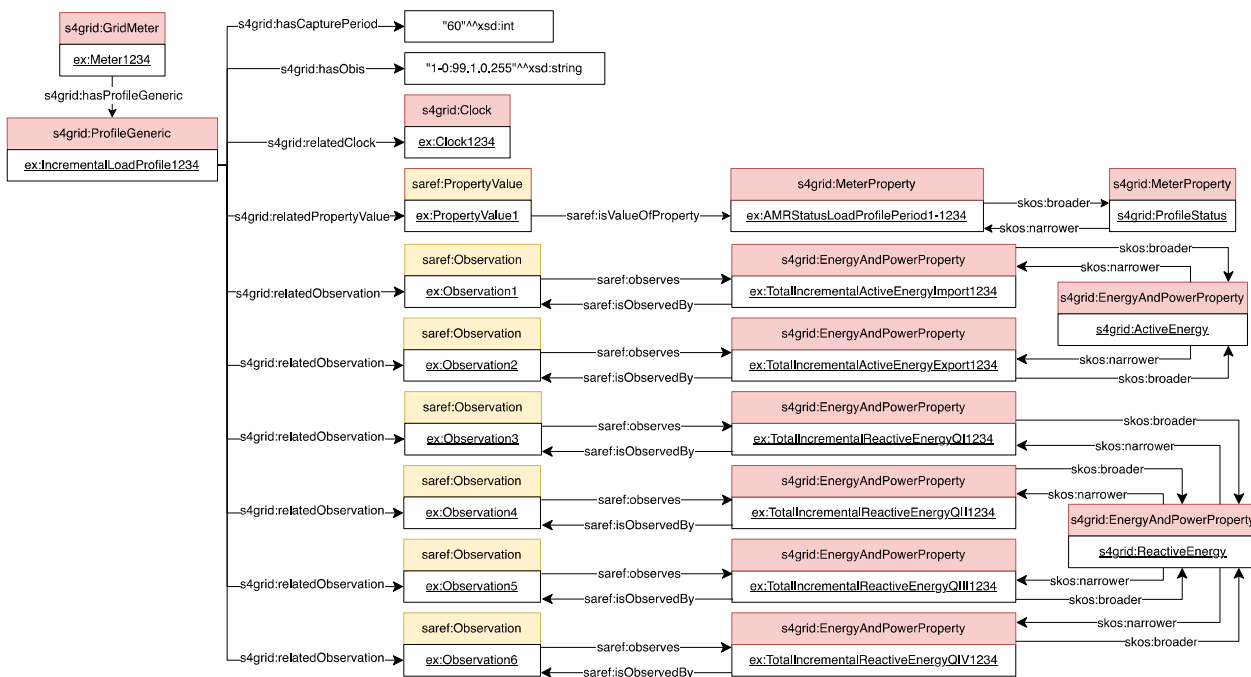 s4grid:GridMeter
ex:Meter1234
s4grid:hasProfileGeneric
s4grid:ProfileGeneric
ex:IncrementalLoadProfile1234
s4grid:hasCapturePeriod
"60"^^xsd:int
s4grid:hasObis
"1-0:99.1.0.255"^^xsd:string
s4grid:relatedClock
s4grid:Clock
ex:Clock1234
s4grid:relatedPropertyValue
saref:PropertyValue
ex:PropertyValue1
saref:isValueOfProperty
s4grid:MeterProperty
ex:AMRStatusLoadProfilePeriod1-1234
skos:broader
skos:narrower
s4grid:MeterProperty
s4grid:ProfileStatus
s4grid:relatedObservation
saref:Observation
ex:Observation1
saref:observes
saref:isObservedBy
s4grid:EnergyAndPowerProperty
ex:TotalIncrementalActiveEnergyImport1234
skos:broader
skos:narrower
s4grid:EnergyAndPowerProperty
s4grid:ActiveEnergy
s4grid:relatedObservation
saref:Observation
ex:Observation2
saref:observes
saref:isObservedBy
s4grid:EnergyAndPowerProperty
ex:TotalIncrementalActiveEnergyExport1234
skos:narrower
skos:broader
s4grid:relatedObservation
saref:Observation
ex:Observation3
saref:observes
saref:isObservedBy
s4grid:EnergyAndPowerProperty
ex:TotalIncrementalReactiveEnergyQI1234
skos:broader
skos:narrower
s4grid:relatedObservation
saref:Observation
ex:Observation4
saref:observes
saref:isObservedBy
s4grid:EnergyAndPowerProperty
ex:TotalIncrementalReactiveEnergyQII1234
skos:broader
skos:narrower
s4grid:EnergyAndPowerProperty
s4grid:ReactiveEnergy
s4grid:relatedObservation
saref:Observation
ex:Observation5
saref:observes
saref:isObservedBy
s4grid:EnergyAndPowerProperty
ex:TotalIncrementalReactiveEnergyQIII1234
skos:narrower
skos:broader
s4grid:relatedObservation
saref:Observation
ex:Observation6
saref:observes
saref:isObservedBy
s4grid:EnergyAndPowerProperty
ex:TotalIncrementalReactiveEnergyQIV1234
skos:narrower
skos:broader